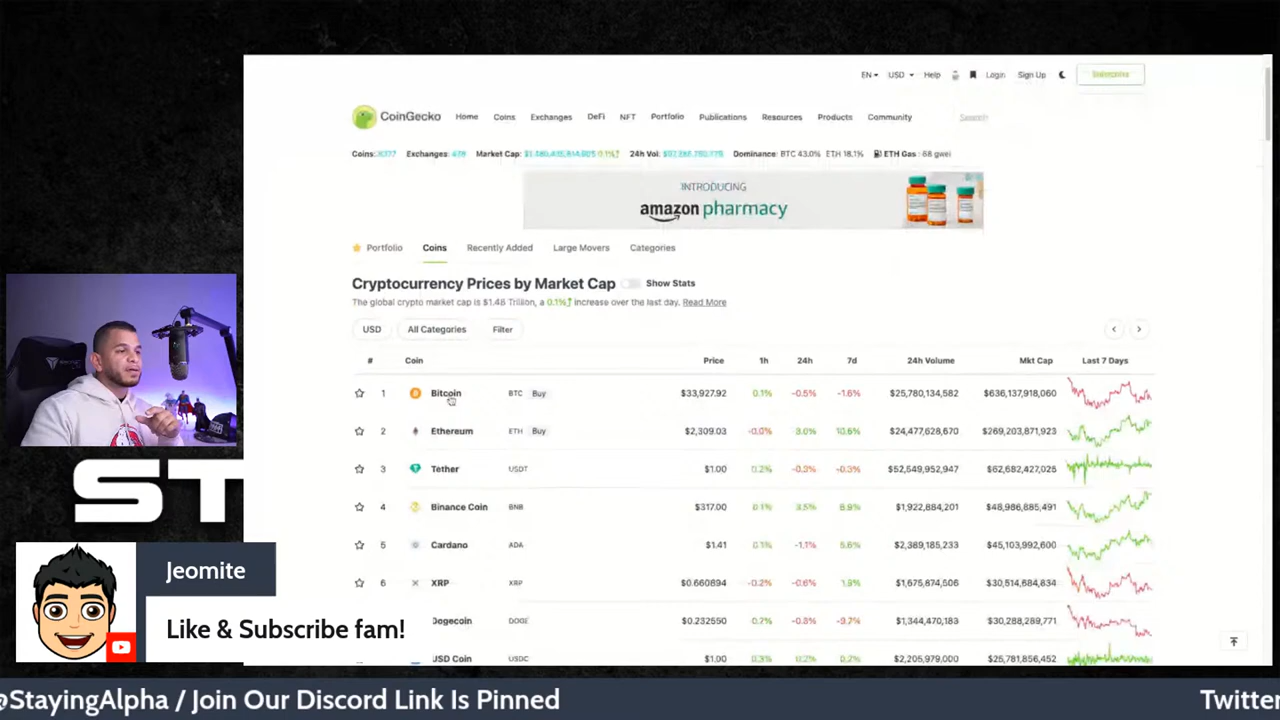 EN USD Help Login Sign Up Subscribe
CoinGecko Home Coins Exchanges DeFi NFT Portfolio Publications Resources Products Community Search
Coins: Exchanges: Market Cap: 24h Vol: Dominance: BTC 43.0% ETH 18.1% ETH Gas: 68 gwei
INTRODUCING
amazon pharmacy
Portfolio Coins Recently Added Large Movers Categories
Cryptocurrency Prices by Market Cap Show Stats
The global crypto market cap is $1.48 Trillion, a 0.1% increase over the last day. Read More
USD All Categories Filter
# Coin Price 1h 24h 7d 24h Volume Mkt Cap Last 7 Days
1 Bitcoin BTC Buy $33,927.92 0.1% -0.5% -1.6% $25,780,134,582 $636,137,918,060
2 Ethereum ETH Buy $2,309.03 -0.0% 3.0% 10.6% $24,477,628,670 $269,203,871,923
3 Tether USDT $1.00 0.2% -0.3% -0.3% $52,549,952,947 $62,682,427,025
4 Binance Coin BNB $317.00 0.1% 3.5% 8.9% $1,922,884,201 $48,986,885,491
5 Cardano ADA $1.41 0.1% -1.1% 5.6% $2,389,185,233 $45,103,992,600
6 XRP XRP $0.660894 -0.2% -0.6% $1,675,874,506 $30,514,684,834
Dogecoin DOGE $0.232550 -0.8% -9.7% $1,344,470,183 $30,288,289,771
USD Coin USDC $1.00 0.2% $2,205,979,000 $25,781,856,452
ST
Jeomite
Like & Subscribe fam!
@StayingAlpha / Join Our Discord Link Is Pinned Twitter